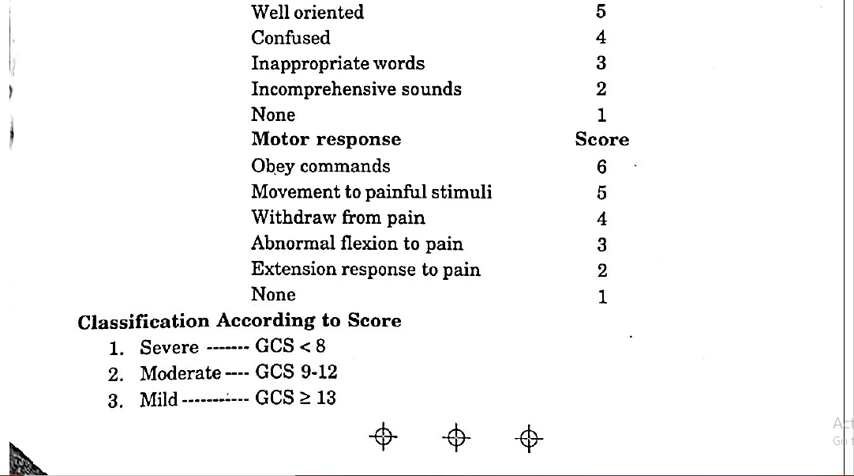 Well oriented 5
Confused 4
Inappropriate words 3
Incomprehensive sounds 2
None 1
Motor response Score
Obey commands 6
Movement to painful stimuli 5
Withdraw from pain 4
Abnormal flexion to pain 3
Extension response to pain 2
None 1
Classification According to Score
1. Severe ------- GCS < 8
2. Moderate ---- GCS 9-12
3. Mild ----------- GCS ≥ 13